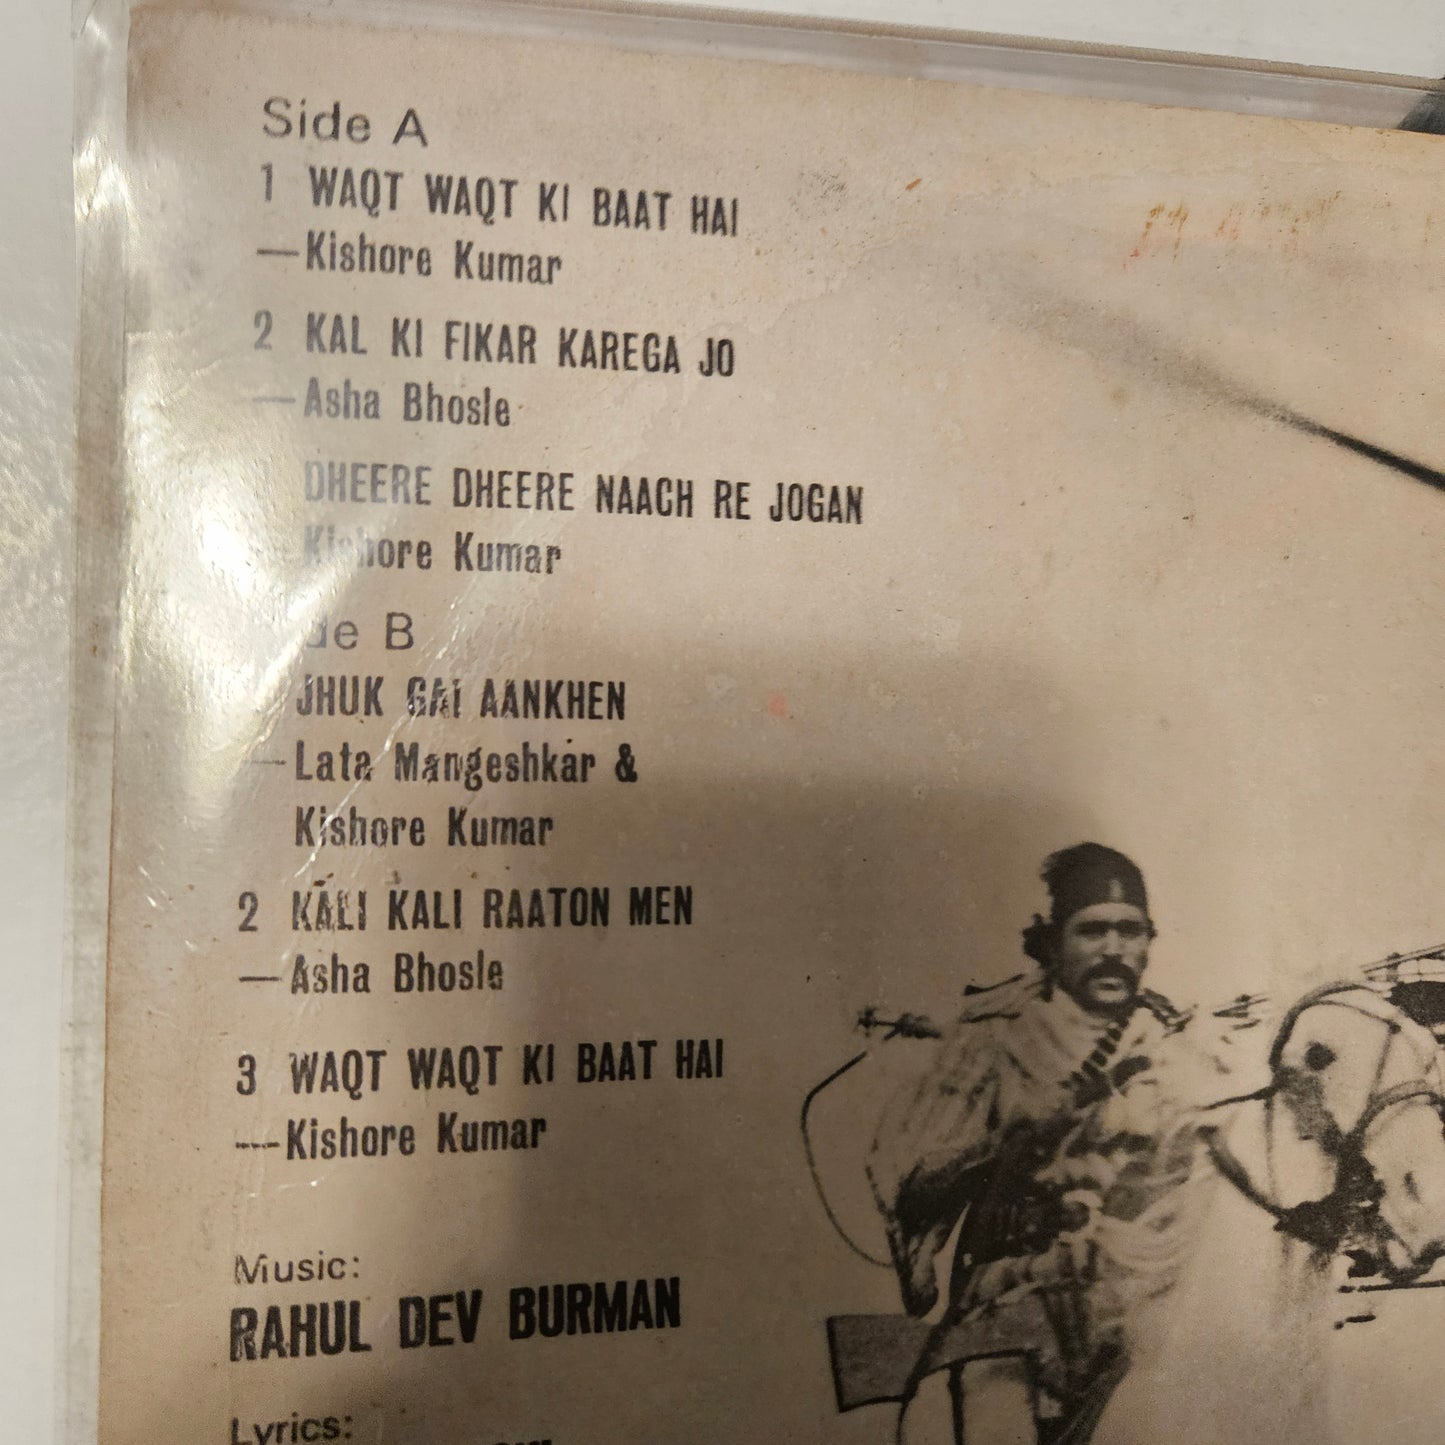 Side A
1 WAQT WAQT KI BAAT HAI
—Kishore Kumar
2 KAL KI FIKAR KAREGA JO
—Asha Bhosle
DHEERE DHEERE NAACH RE JOGAN
Kishore Kumar
de B
JHUK GAI AANKHEN
—Lata Mangeshkar &
Kishore Kumar
2 KALI KALI RAATON MEN
—Asha Bhosle
3 WAQT WAQT KI BAAT HAI
—Kishore Kumar
Music:
RAHUL DEV BURMAN
Lyrics: